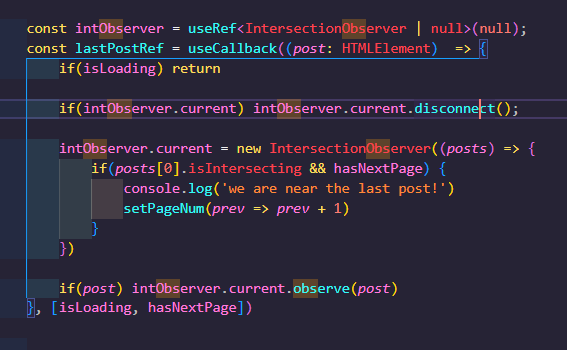 const intObserver = useRef<IntersectionObserver | null>(null);
const lastPostRef = useCallback((post: HTMLElement) => {
if(isLoading) return
if(intObserver.current) intObserver.current.disconnect();
intObserver.current = new IntersectionObserver((posts) => {
if(posts[0].isIntersecting && hasNextPage) {
console.log('we are near the last post!')
setPageNum(prev => prev + 1)
}
})
if(post) intObserver.current.observe(post)
}, [isLoading, hasNextPage])